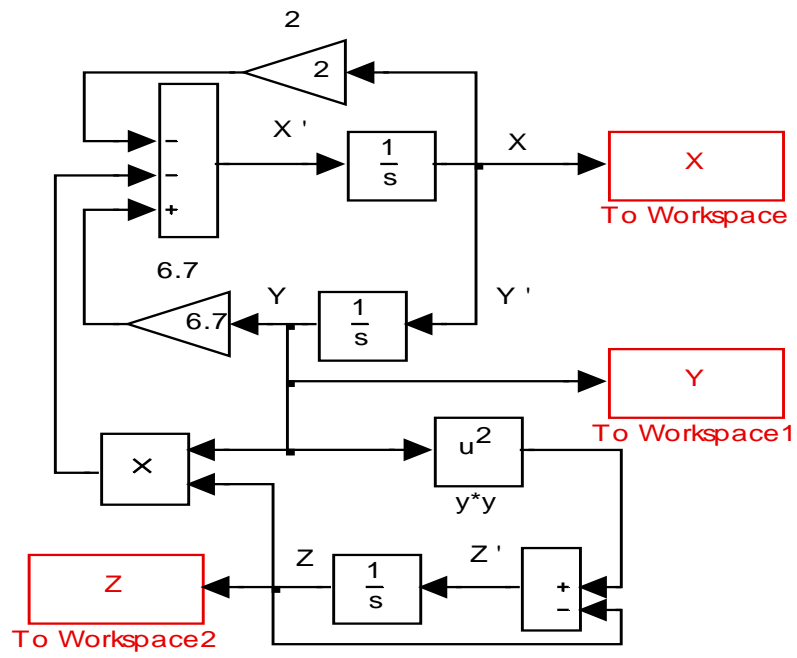 2
2
−
−
+
X '
1
s
X
X
To Workspace
6.7
6.7
Y
1
s
Y '
Y
To Workspace1
X
u2
y*y
Z
To Workspace2
Z
1
s
Z '
+
−